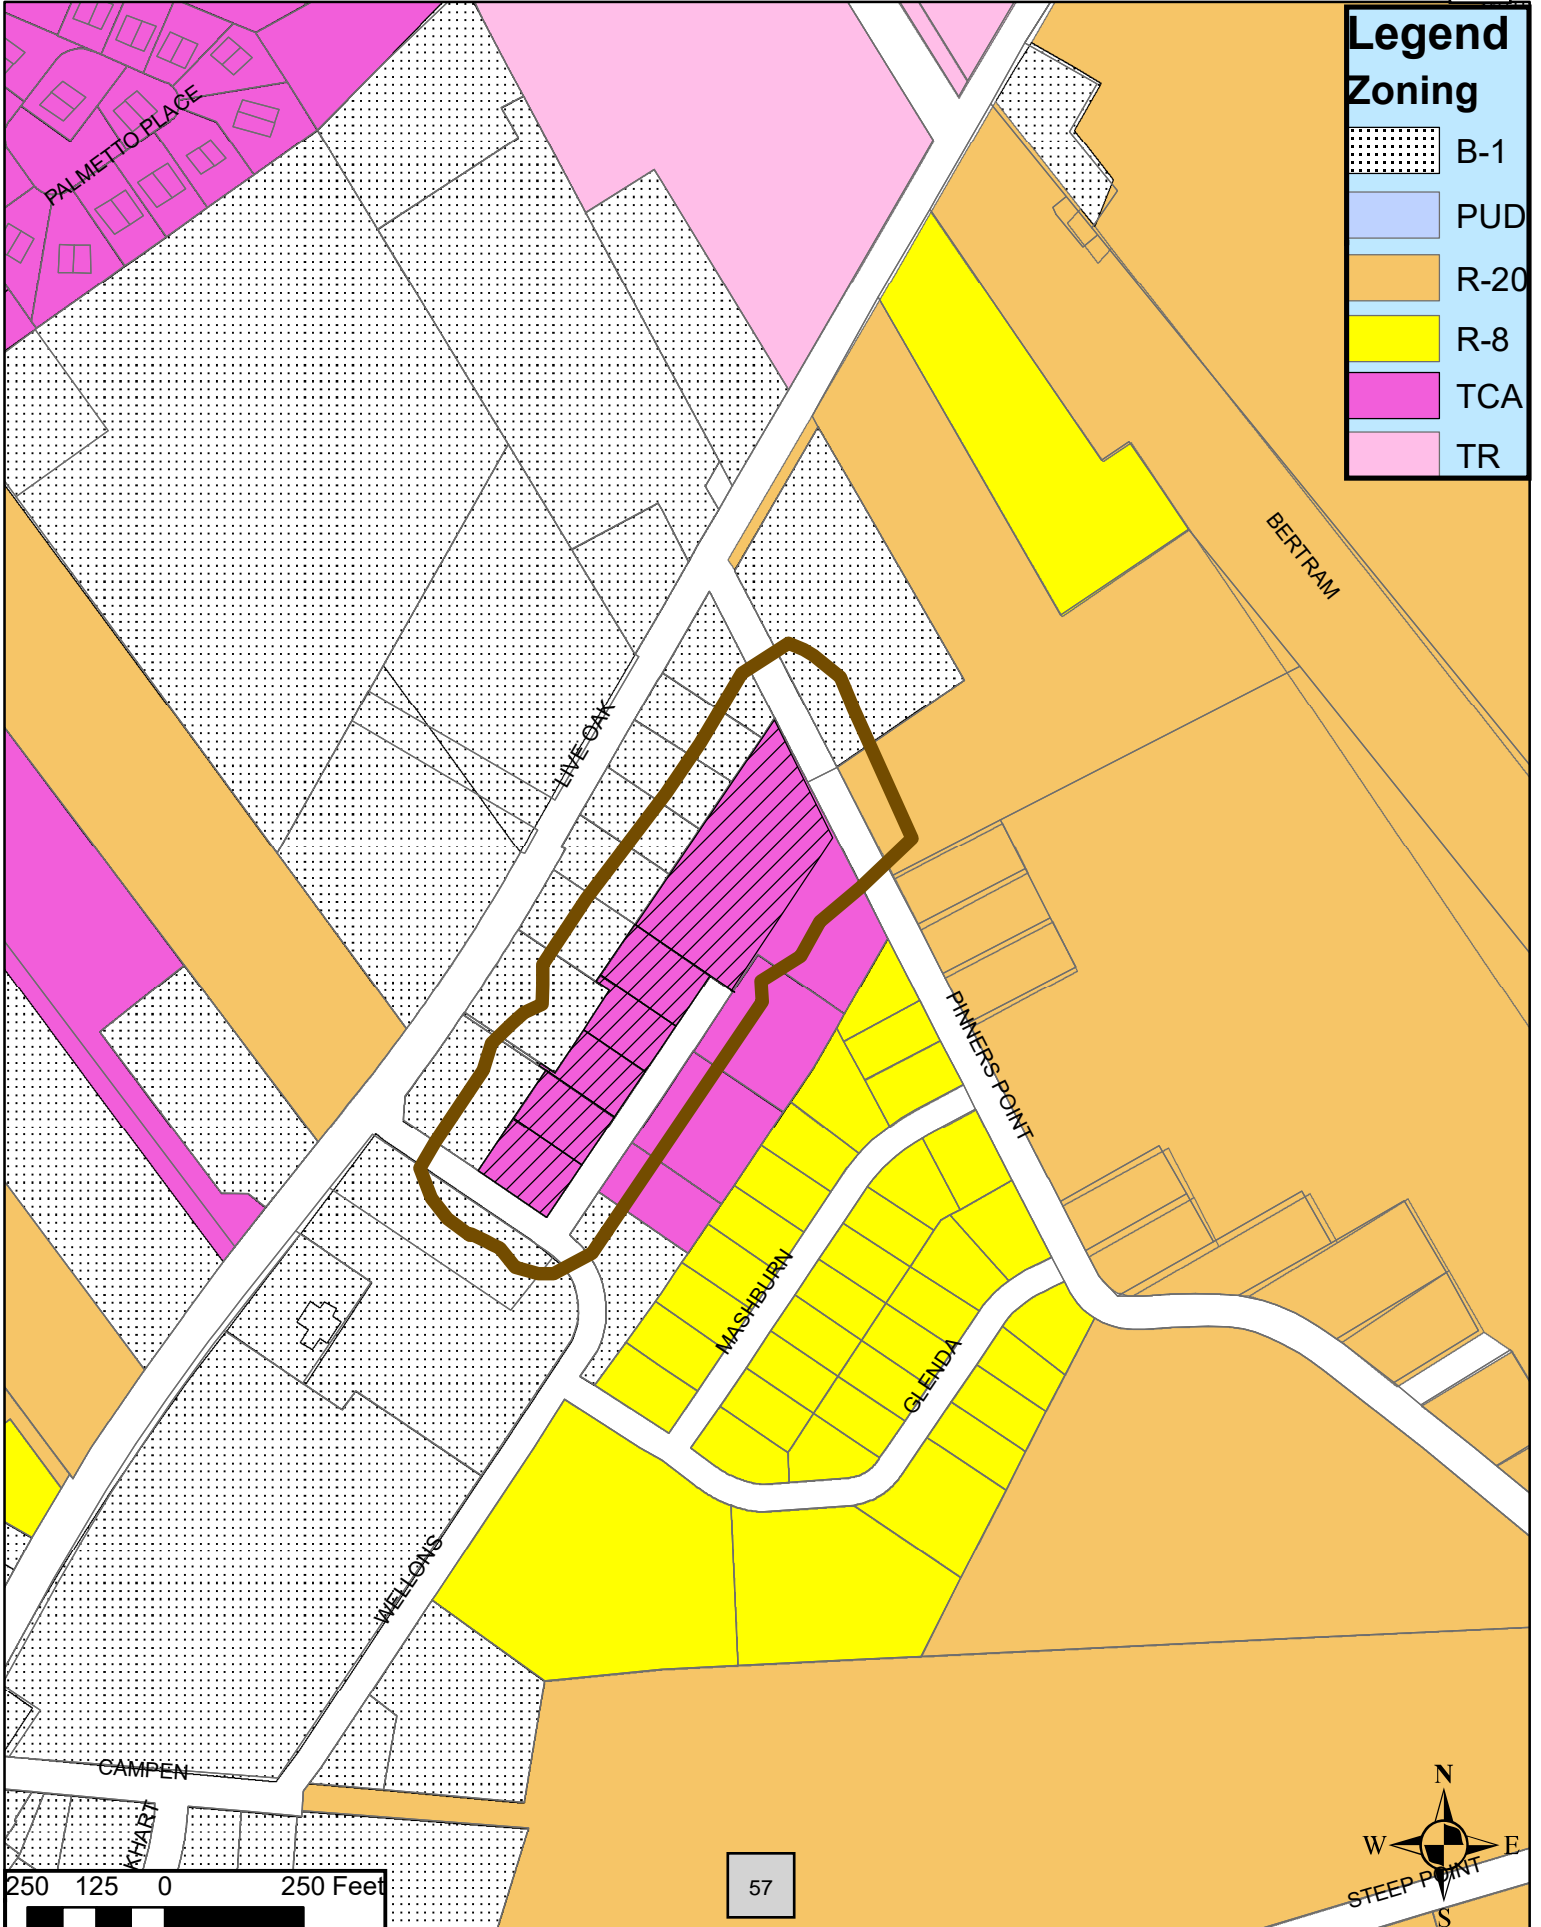 Legend
Zoning
B-1
PUD
R-20
R-8
TCA
TR
PALMETTO PLACE
BERTRAM
LIVE OAK
PINNERS POINT
MASHBURN
GLENDA
WELLONS
CAMPEN
KHART
N
W E
S
STEEP POINT
57
250 125 0 250 Feet